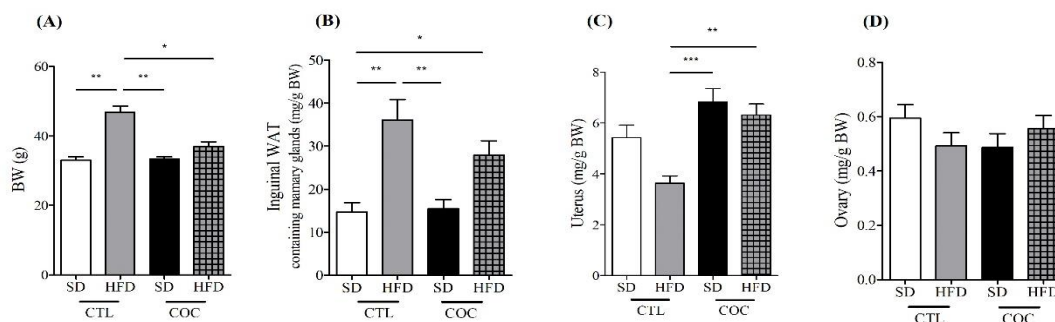 (A)
**
**
*
BW (g)
60
40
20
0
SD
HFD
SD
HFD
CTL
COC
(B)
*
**
**
Inguinal WAT
containing mamary glands (mg/g BW)
50
40
30
20
10
0
SD
HFD
SD
HFD
CTL
COC
(C)
**
***
Uterus (mg/g BW)
8
6
4
2
0
SD
HFD
SD
HFD
CTL
COC
(D)
Ovary (mg/g BW)
0.8
0.6
0.4
0.2
0.0
SD
HFD
SD
HFD
CTL
COC